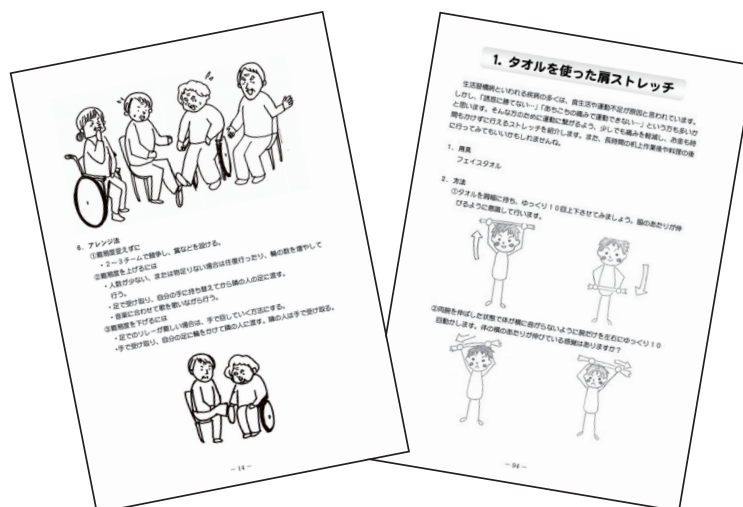 6．アレンジ法
①難易度変えずに
・２～３チームで競争し、賞などを設ける。
②難易度を上げるには
・人数が少ない、または物足りない場合は往復行ったり、輪の数を増やして
行う。
・足で受け取り、自分の手に持ち替えてから隣の人の足に渡す。
・音楽に合わせて歌を歌いながら行う。
③難易度を下げるには
・足でのリレーが難しい場合は、手で回していく方法にする。
・手で受け取り、自分の足に輪をかけて隣の人に渡す。隣の人は手で受け取る。
－14－
1. タオルを使った肩ストレッチ
生活習慣病といわれる疾病の多くは、食生活や運動不足が原因と言われています。
しかし、「誘惑に勝てない…」「あちこちの痛みで運動できない…」という方も多いか
と思います。そんな方のために運動に繋がるよう、少しでも痛みを軽減し、お金も時
間もかけずに行えるストレッチを紹介します。また、長時間の机上作業後や料理の後
に行ってみてもいいかもしれませんね。
1．用具
フェイスタオル
2．方法
①タオルを肩幅に持ち、ゆっくり１０回上下させてみましょう。脇のあたりが伸
びるように意識して行います。
②両腕を伸ばした状態で体が横に曲がらないように腕だけを左右にゆっくり１０
回動かします。体の横のあたりが伸びている感覚はありますか？
－94－